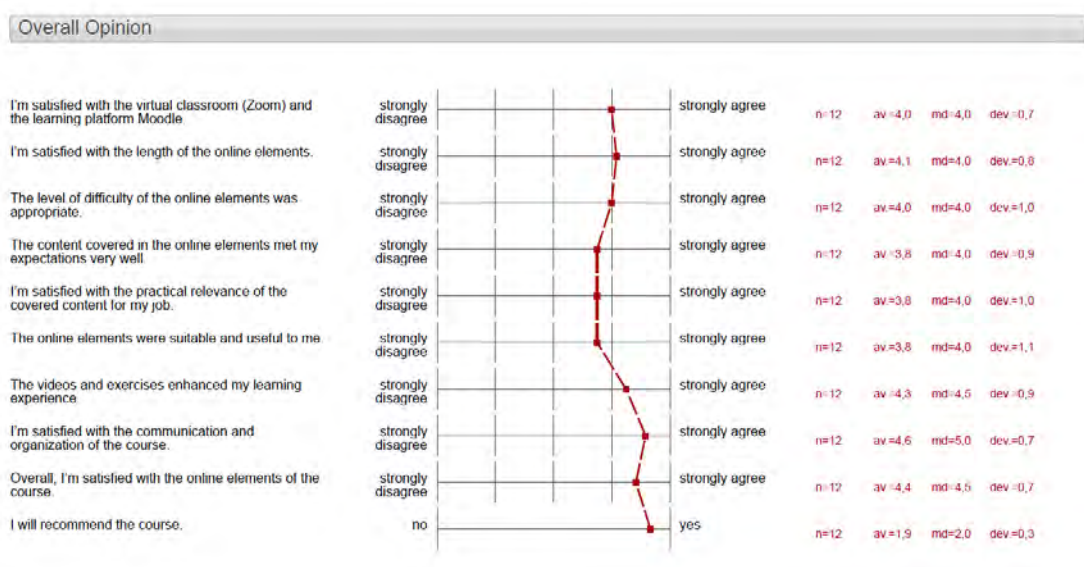 Overall Opinion
I'm satisfied with the virtual classroom (Zoom) and
the learning platform Moodle
strongly
disagree
strongly agree
n=12 av.=4,0 md=4,0 dev.=0,7
I'm satisfied with the length of the online elements.
strongly
disagree
strongly agree
n=12 av.=4,1 md=4,0 dev.=0,8
The level of difficulty of the online elements was
appropriate.
strongly
disagree
strongly agree
n=12 av.=4,0 md=4,0 dev.=1,0
The content covered in the online elements met my
expectations very well
strongly
disagree
strongly agree
n=12 av.=3,8 md=4,0 dev.=0,9
I'm satisfied with the practical relevance of the
covered content for my job.
strongly
disagree
strongly agree
n=12 av.=3,8 md=4,0 dev.=1,0
The online elements were suitable and useful to me
strongly
disagree
strongly agree
n=12 av.=3,8 md=4,0 dev.=1,1
The videos and exercises enhanced my learning
experience
strongly
disagree
strongly agree
n=12 av.=4,3 md=4,5 dev.=0,9
I'm satisfied with the communication and
organization of the course.
strongly
disagree
strongly agree
n=12 av.=4,6 md=5,0 dev.=0,7
Overall, I'm satisfied with the online elements of the
course.
strongly
disagree
strongly agree
n=12 av.=4,4 md=4,5 dev.=0,7
I will recommend the course.
no
yes
n=12 av.=1,9 md=2,0 dev.=0,3